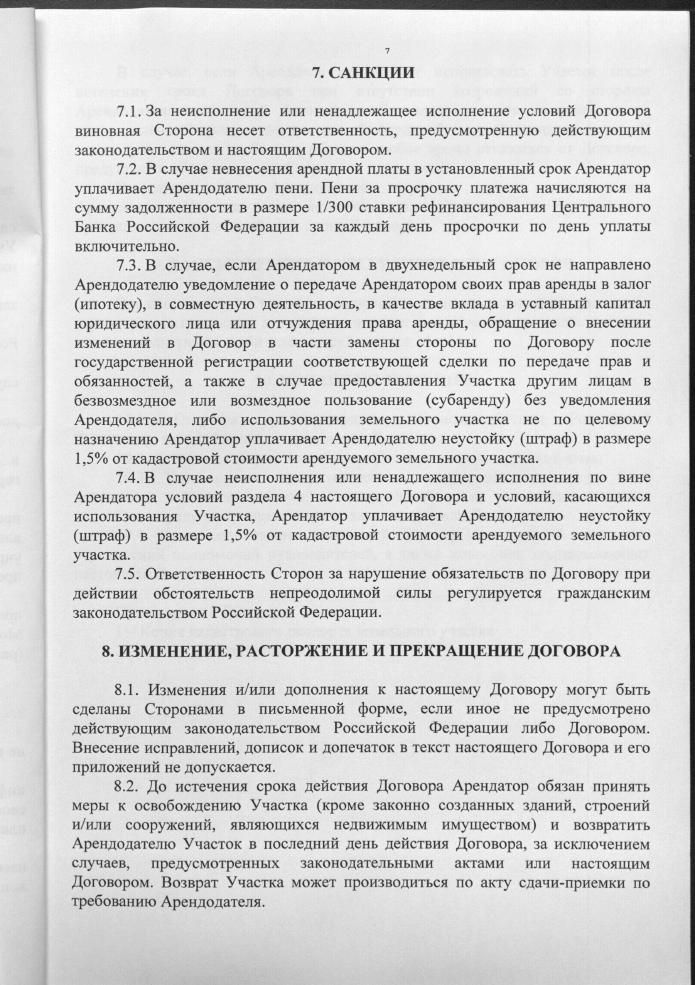 7
7. САНКЦИИ
7.1. За неисполнение или ненадлежащее исполнение условий Договора
виновная Сторона несет ответственность, предусмотренную действующим
законодательством и настоящим Договором.
7.2. В случае невнесения арендной платы в установленный срок Арендатор
уплачивает Арендодателю пени. Пени за просрочку платежа начисляются на
сумму задолженности в размере 1/300 ставки рефинансирования Центрального
Банка Российской Федерации за каждый день просрочки по день уплаты
включительно.
7.3. В случае, если Арендатором в двухнедельный срок не направлено
Арендодателю уведомление о передаче Арендатором своих прав аренды в залог
(ипотеку), в совместную деятельность, в качестве вклада в уставный капитал
юридического лица или отчуждения права аренды, обращение о внесении
изменений в Договор в части замены стороны по Договору после
государственной регистрации соответствующей сделки по передаче прав и
обязанностей, а также в случае предоставления Участка другим лицам в
безвозмездное или возмездное пользование (субаренду) без уведомления
Арендодателя, либо использования земельного участка не по целевому
назначению Арендатор уплачивает Арендодателю неустойку (штраф) в размере
1,5% от кадастровой стоимости арендуемого земельного участка.
7.4. В случае неисполнения или ненадлежащего исполнения по вине
Арендатора условий раздела 4 настоящего Договора и условий, касающихся
использования Участка, Арендатор уплачивает Арендодателю неустойку
(штраф) в размере 1,5% от кадастровой стоимости арендуемого земельного
участка.
7.5. Ответственность Сторон за нарушение обязательств по Договору при
действии обстоятельств непреодолимой силы регулируется гражданским
законодательством Российской Федерации.
8. ИЗМЕНЕНИЕ, РАСТОРЖЕНИЕ И ПРЕКРАЩЕНИЕ ДОГОВОРА
8.1. Изменения и/или дополнения к настоящему Договору могут быть
сделаны Сторонами в письменной форме, если иное не предусмотрено
действующим законодательством Российской Федерации либо Договором.
Внесение исправлений, дописок и допечаток в текст настоящего Договора и его
приложений не допускается.
8.2. До истечения срока действия Договора Арендатор обязан принять
меры к освобождению Участка (кроме законно созданных зданий, строений
и/или сооружений, являющихся недвижимым имуществом) и возвратить
Арендодателю Участок в последний день действия Договора, за исключением
случаев, предусмотренных законодательными актами или настоящим
Договором. Возврат Участка может производиться по акту сдачи-приемки по
требованию Арендодателя.